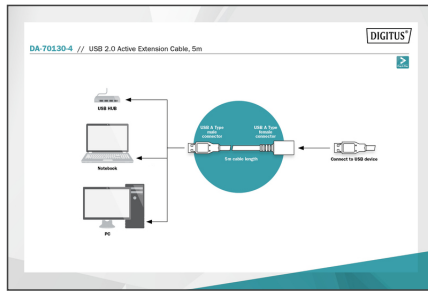 DIGITUS®
DA-70130-4 // USB 2.0 Active Extension Cable, 5m
USB HUB
USB A Type
male
connector
USB A Type
female
connector
5m cable length
Connect to USB device
Notebook
PC